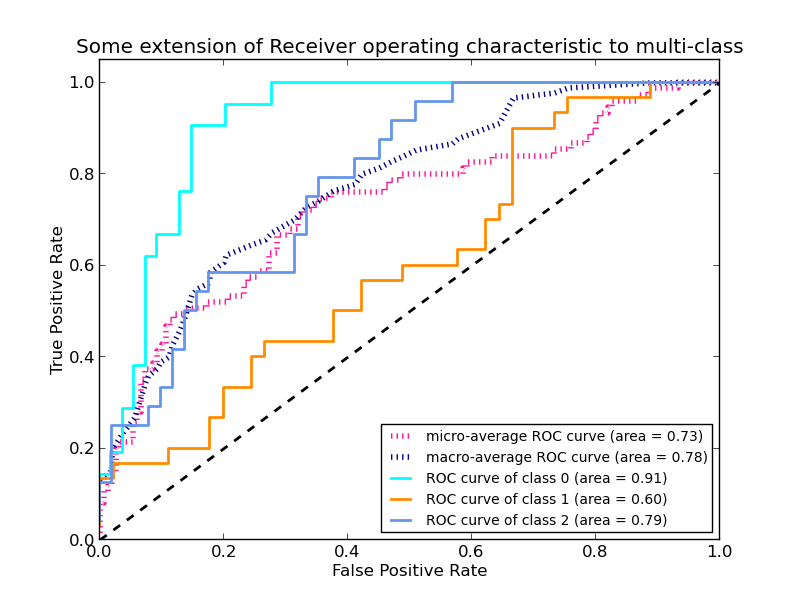 Some extension of Receiver operating characteristic to multi-class
1.0
0.8
0.6
0.4
0.2
0.0
True Positive Rate
micro-average ROC curve (area = 0.73)
macro-average ROC curve (area = 0.78)
ROC curve of class 0 (area = 0.91)
ROC curve of class 1 (area = 0.60)
ROC curve of class 2 (area = 0.79)
0.0 0.2 0.4 0.6 0.8 1.0
False Positive Rate